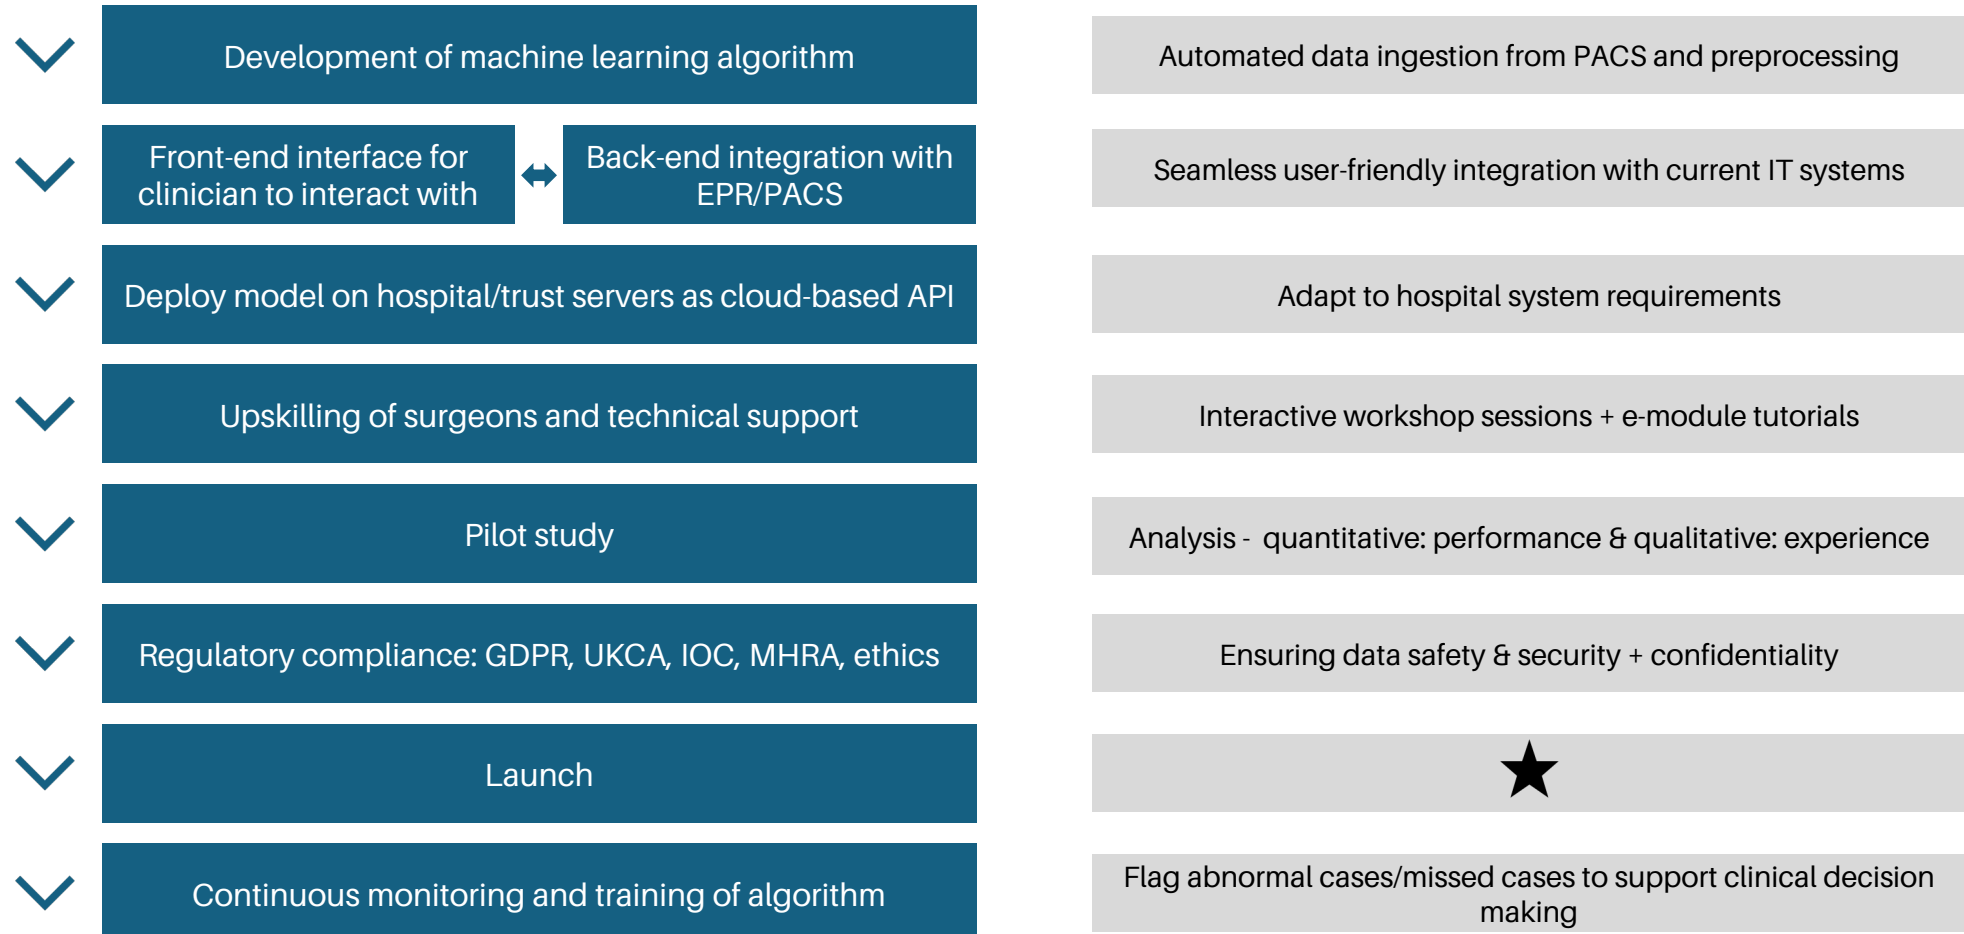 Development of machine learning algorithm
Automated data ingestion from PACS and preprocessing
Front-end interface for
clinician to interact with
Back-end integration with
EPR/PACS
Seamless user-friendly integration with current IT systems
Deploy model on hospital/trust servers as cloud-based API
Adapt to hospital system requirements
Upskilling of surgeons and technical support
Interactive workshop sessions + e-module tutorials
Pilot study
Analysis - quantitative: performance & qualitative: experience
Regulatory compliance: GDPR, UKCA, IOC, MHRA, ethics
Ensuring data safety & security + confidentiality
Launch
Continuous monitoring and training of algorithm
Flag abnormal cases/missed cases to support clinical decision
making